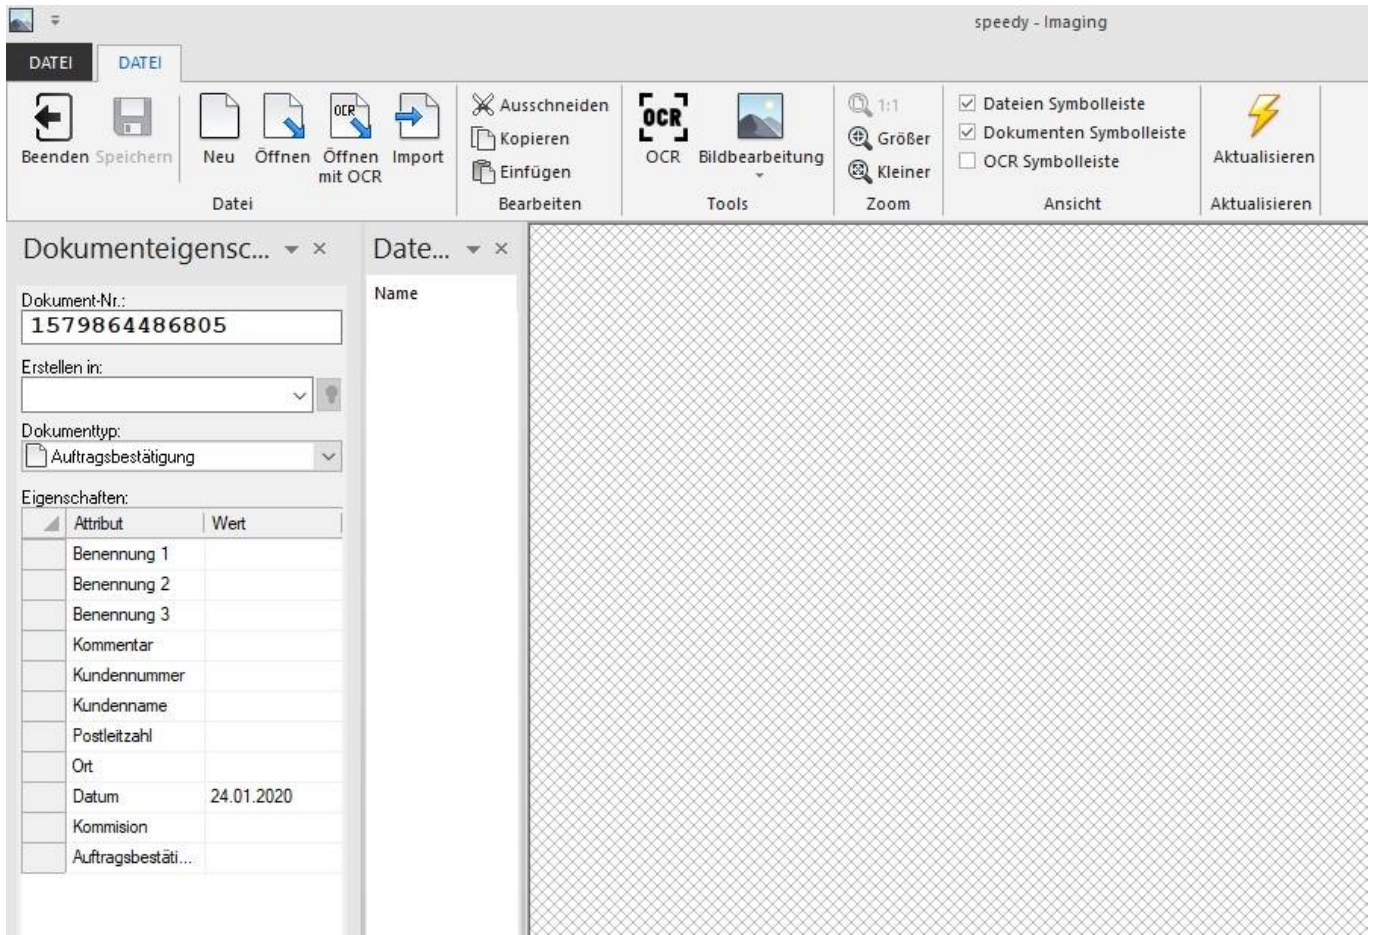 speedy - Imaging
DATEI DATEI
Beenden Speichern Neu Öffnen Öffnen mit OCR Import
Datei
Ausschneiden
Kopieren
Einfügen
Bearbeiten
OCR
OCR Bildbearbeitung
Tools
1:1
Größer
Kleiner
Zoom
Dateien Symbolleiste
Dokumenten Symbolleiste
OCR Symbolleiste
Ansicht
Aktualisieren
Aktualisieren
Dokumenteigensc...
Dokument-Nr.:
1579864486805
Erstellen in:
Dokumenttyp:
Auftragsbestätigung
Eigenschaften:
Attribut Wert
Benennung 1
Benennung 2
Benennung 3
Kommentar
Kundennummer
Kundenname
Postleitzahl
Ort
Datum 24.01.2020
Kommision
Auftragsbestäti...
Date...
Name